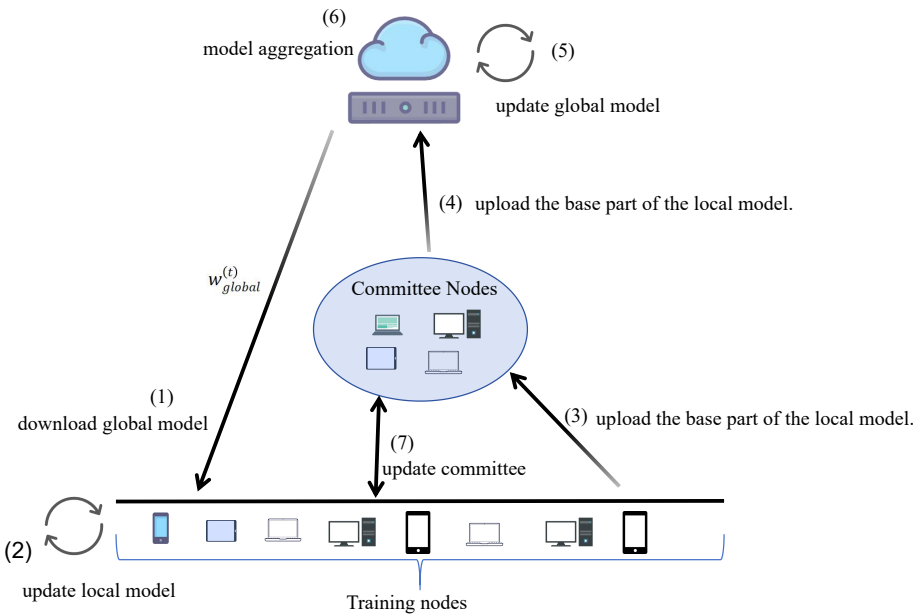 (6)
model aggregation
(5)
update global model
(4) upload the base part of the local model.
w_{global}^{(t)}
Committee Nodes
(1)
download global model
(3) upload the base part of the local model.
(7)
update committee
(2)
update local model
Training nodes